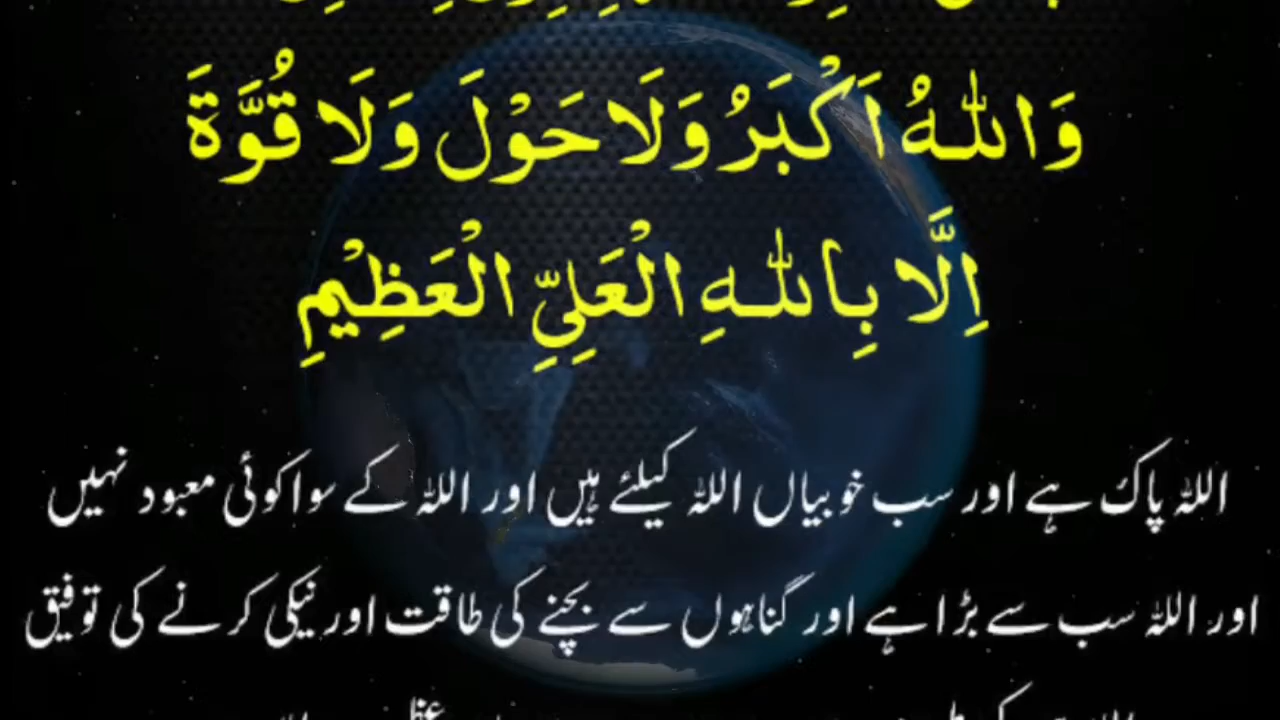 وَاللّٰهُ اَكْبَرُ وَلَا حَوْلَ وَلَا قُوَّةَ
اِلَّا بِاللّٰهِ الْعَلِیِّ الْعَظِیْمِ
اللہ پاک ہے اور سب خوبیاں اللہ کیلئے ہیں اور اللہ کے سوا کوئی معبود نہیں
اور اللہ سب سے بڑا ہے اور گناہوں سے بچنے کی طاقت اور نیکی کرنے کی توفیق